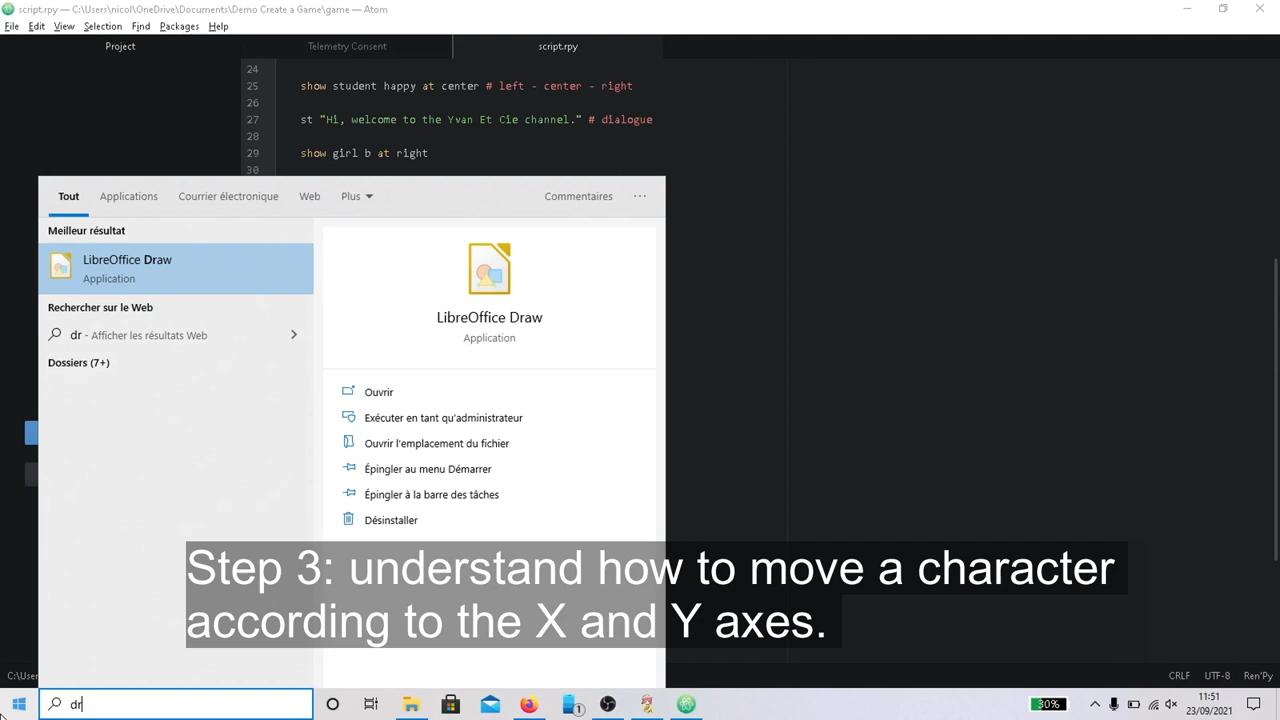 script.rpy — C:\Users\nicol\OneDrive\Documents\Demo Create a Game\game — Atom
File Edit View Selection Find Packages Help
Project Telemetry Consent script.rpy
24
25 show student happy at center # left - center - right
26
27 st "Hi, welcome to the Yvan Et Cie channel." # dialogue
28
29 show girl b at right
30
Tout Applications Courrier électronique Web Plus Commentaires ...
Meilleur résultat
LibreOffice Draw
Application
Rechercher sur le Web
dr - Afficher les résultats Web
Dossiers (7+)
LibreOffice Draw
Application
Ouvrir
Exécuter en tant qu'administrateur
Ouvrir l'emplacement du fichier
Épingler au menu Démarrer
Épingler à la barre des tâches
Désinstaller
Step 3: understand how to move a character
according to the X and Y axes.
C:\User CRLF UTF-8 Ren'Py
dr 1 30% 11:51
23/09/2021